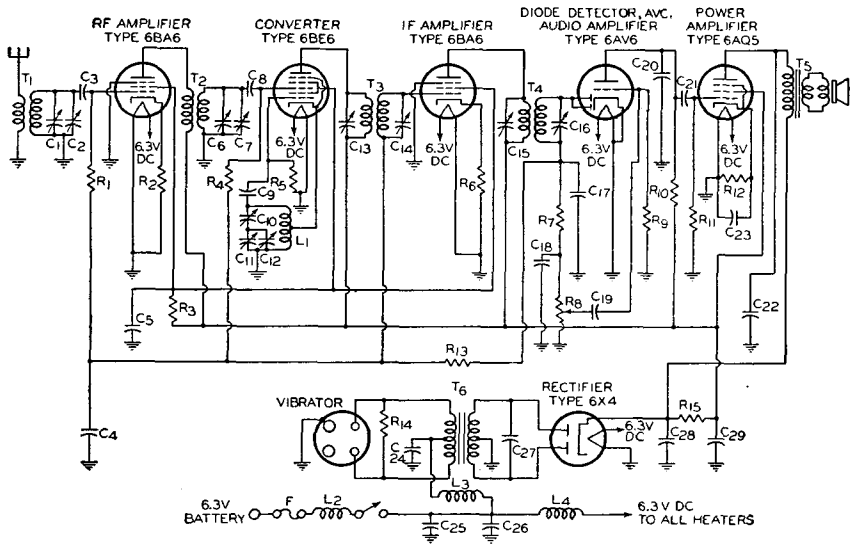 RF AMPLIFIER
TYPE 6BA6
CONVERTER
TYPE 6BE6
IF AMPLIFIER
TYPE 6BA6
DIODE DETECTOR, AVC,
AUDIO AMPLIFIER
TYPE 6AV6
POWER
AMPLIFIER
TYPE 6AQ5
T1
C3
T2
C8
T3
T4
C20
C21
T5
C1
C2
6.3V
DC
C6
C7
6.3V
DC
C13
C14
6.3V
DC
C15
C16
6.3V
DC
6.3V
DC
R1
R2
R4
R5
C9
C10
L1
C11
C12
R6
R7
C17
R9
R10
R11
R12
C23
C18
R8
C19
C5
R3
C22
R13
VIBRATOR
T6
RECTIFIER
TYPE 6X4
R14
C24
C27
6.3V
DC
R15
C28
C29
C4
L3
6.3V
BATTERY
F
L2
L4
6.3V DC
TO ALL HEATERS
C25
C26